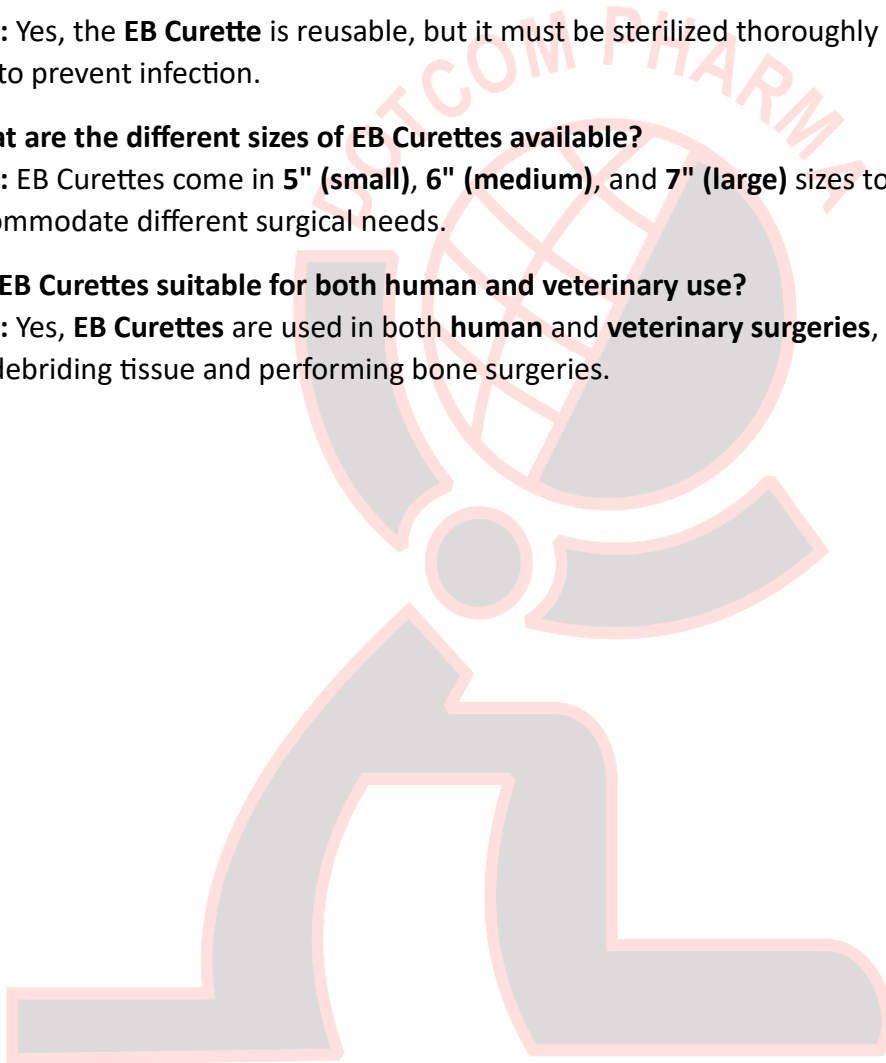 : Yes, the EB Curette is reusable, but it must be sterilized thoroughly
to prevent infection.
at are the different sizes of EB Curettes available?
: EB Curettes come in 5" (small), 6" (medium), and 7" (large) sizes to
ommodate different surgical needs.
EB Curettes suitable for both human and veterinary use?
: Yes, EB Curettes are used in both human and veterinary surgeries,
debriding tissue and performing bone surgeries.
DOTCOM PHARMA